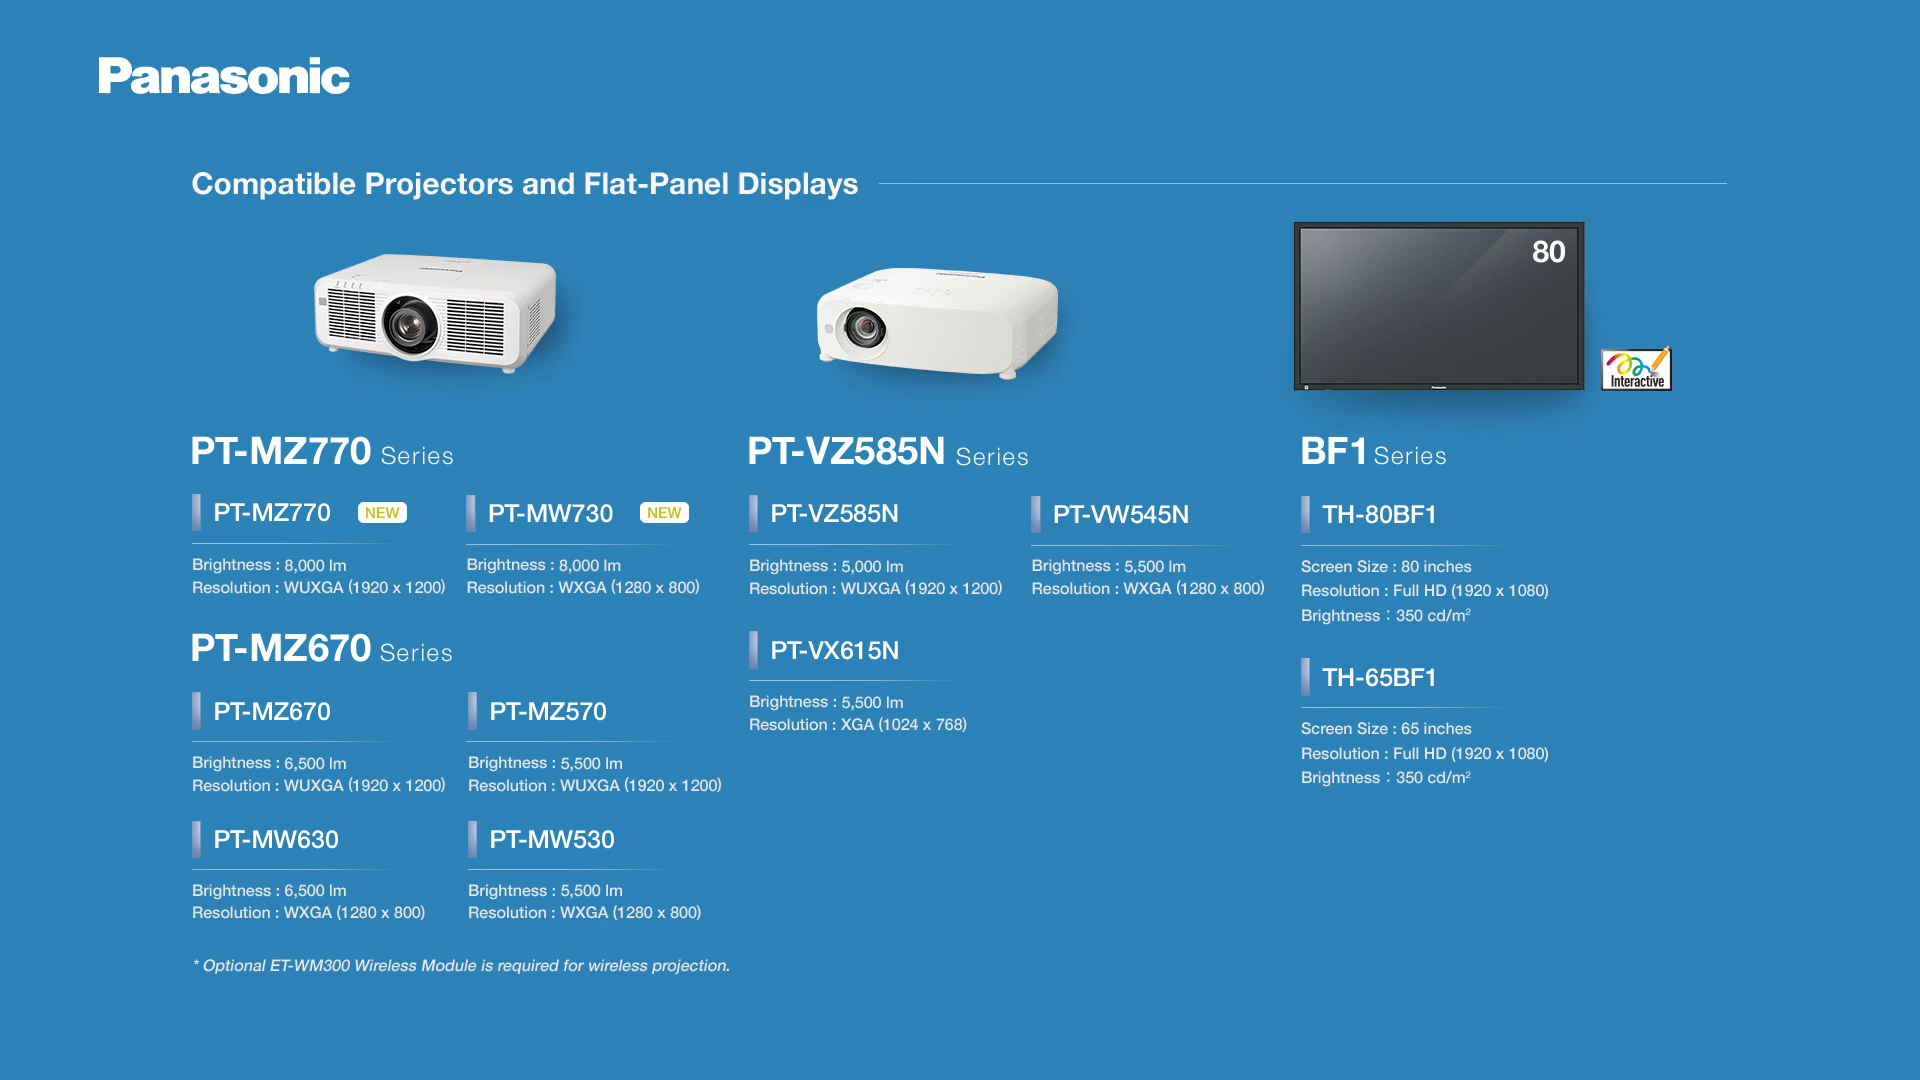 Panasonic
Compatible Projectors and Flat-Panel Displays
80
Interactive
PT-MZ770 Series
PT-MZ770 NEW
Brightness : 8,000 lm
Resolution : WUXGA (1920 x 1200)
PT-MW730 NEW
Brightness : 8,000 lm
Resolution : WXGA (1280 x 800)
PT-MZ670 Series
PT-MZ670
Brightness : 6,500 lm
Resolution : WUXGA (1920 x 1200)
PT-MZ570
Brightness : 5,500 lm
Resolution : WUXGA (1920 x 1200)
PT-MW630
Brightness : 6,500 lm
Resolution : WXGA (1280 x 800)
PT-MW530
Brightness : 5,500 lm
Resolution : WXGA (1280 x 800)
* Optional ET-WM300 Wireless Module is required for wireless projection.
PT-VZ585N Series
PT-VZ585N
Brightness : 5,000 lm
Resolution : WUXGA (1920 x 1200)
PT-VW545N
Brightness : 5,500 lm
Resolution : WXGA (1280 x 800)
PT-VX615N
Brightness : 5,500 lm
Resolution : XGA (1024 x 768)
BF1 Series
TH-80BF1
Screen Size : 80 inches
Resolution : Full HD (1920 x 1080)
Brightness : 350 cd/m²
TH-65BF1
Screen Size : 65 inches
Resolution : Full HD (1920 x 1080)
Brightness : 350 cd/m²